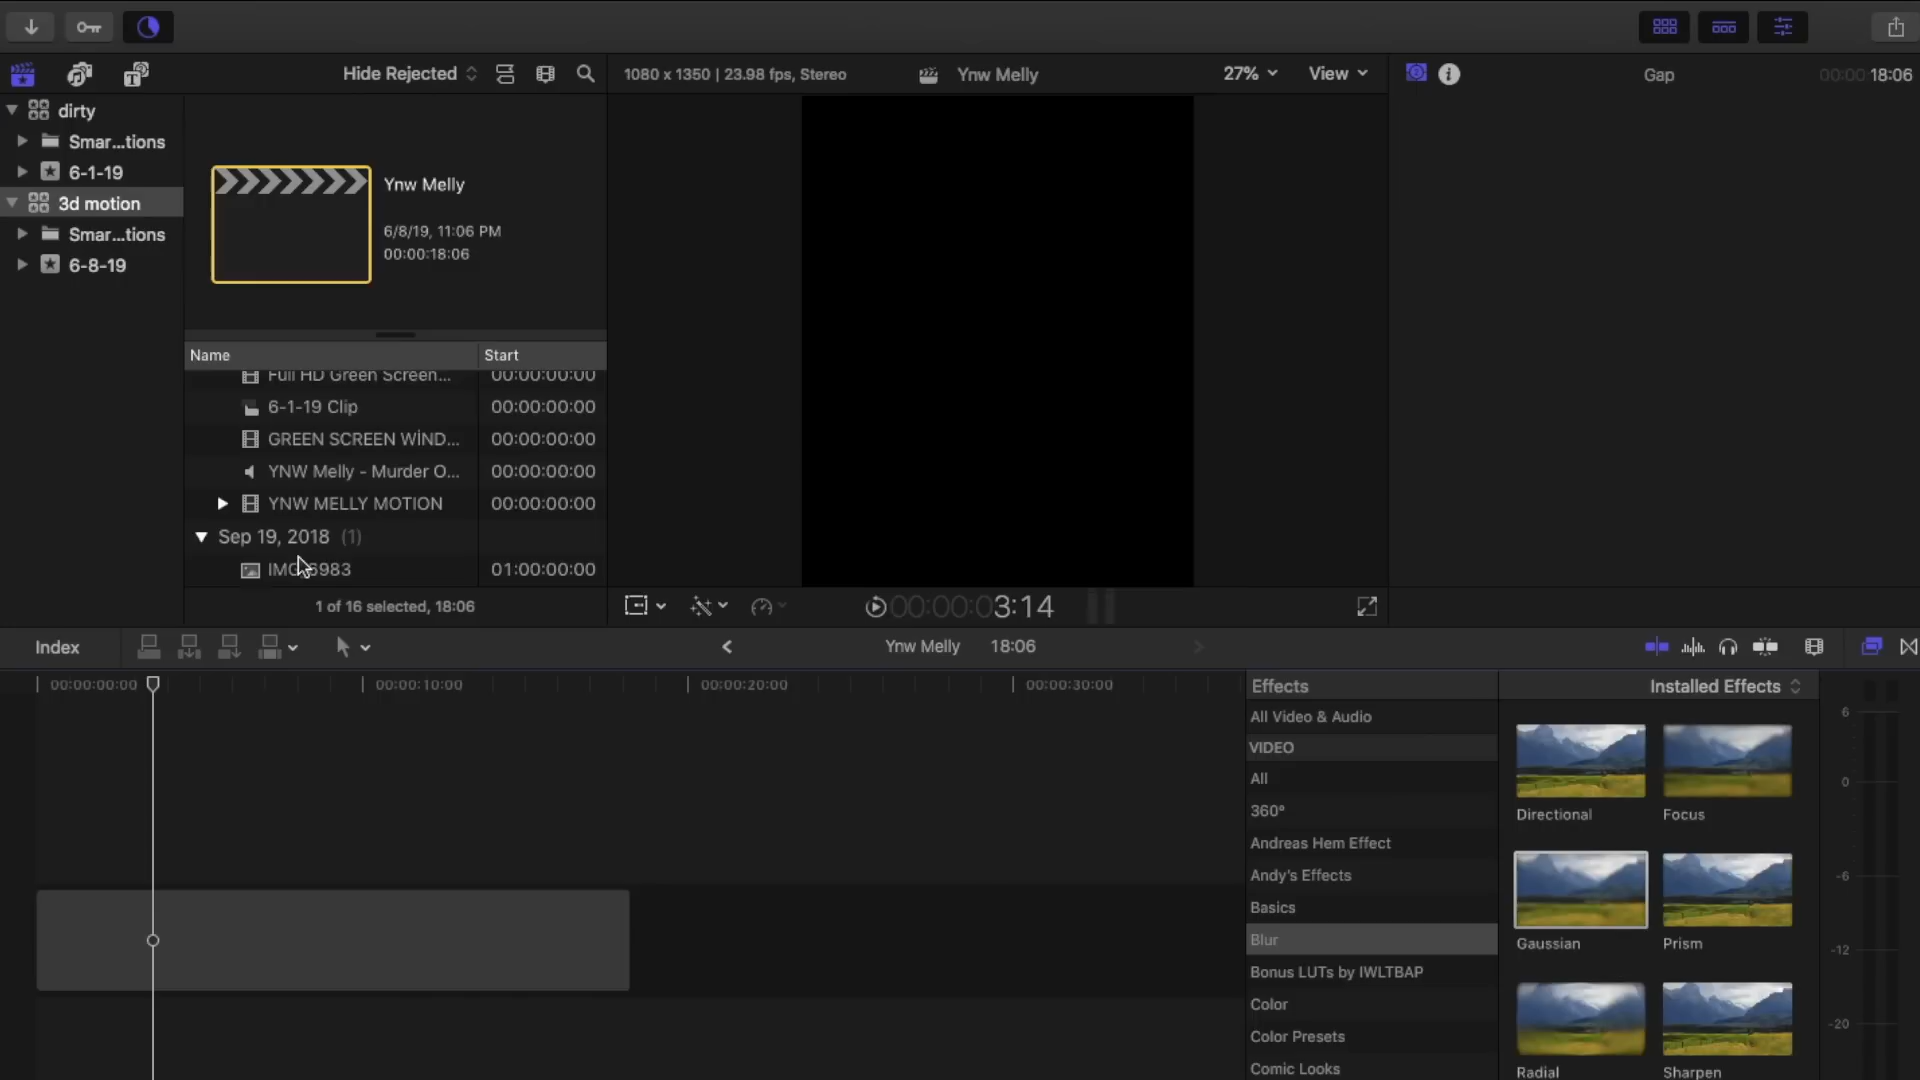 Hide Rejected
1080 x 1350 | 23.98 fps, Stereo
Ynw Melly
27%
View
Gap
00:00:18:06
dirty
Smar...tions
6-1-19
3d motion
Smar...tions
6-8-19
Ynw Melly
6/8/19, 11:06 PM
00:00:18:06
Name Start
Full HD Green Screen... 00:00:00:00
6-1-19 Clip 00:00:00:00
GREEN SCREEN WİND... 00:00:00:00
YNW Melly - Murder O... 00:00:00:00
YNW MELLY MOTION 00:00:00:00
Sep 19, 2018 (1)
01:00:00:00
1 of 16 selected, 18:06
00:00:03:14
Index
Ynw Melly 18:06
00:00:00:00 00:00:10:00 00:00:20:00 00:00:30:00
Effects
All Video & Audio
VIDEO
All
360°
Andreas Hem Effect
Andy's Effects
Basics
Blur
Bonus LUTs by IWLTBAP
Color
Color Presets
Comic Looks
Installed Effects
Directional
Focus
Gaussian
Prism
Radial
Sharpen
6
0
-6
-12
-20